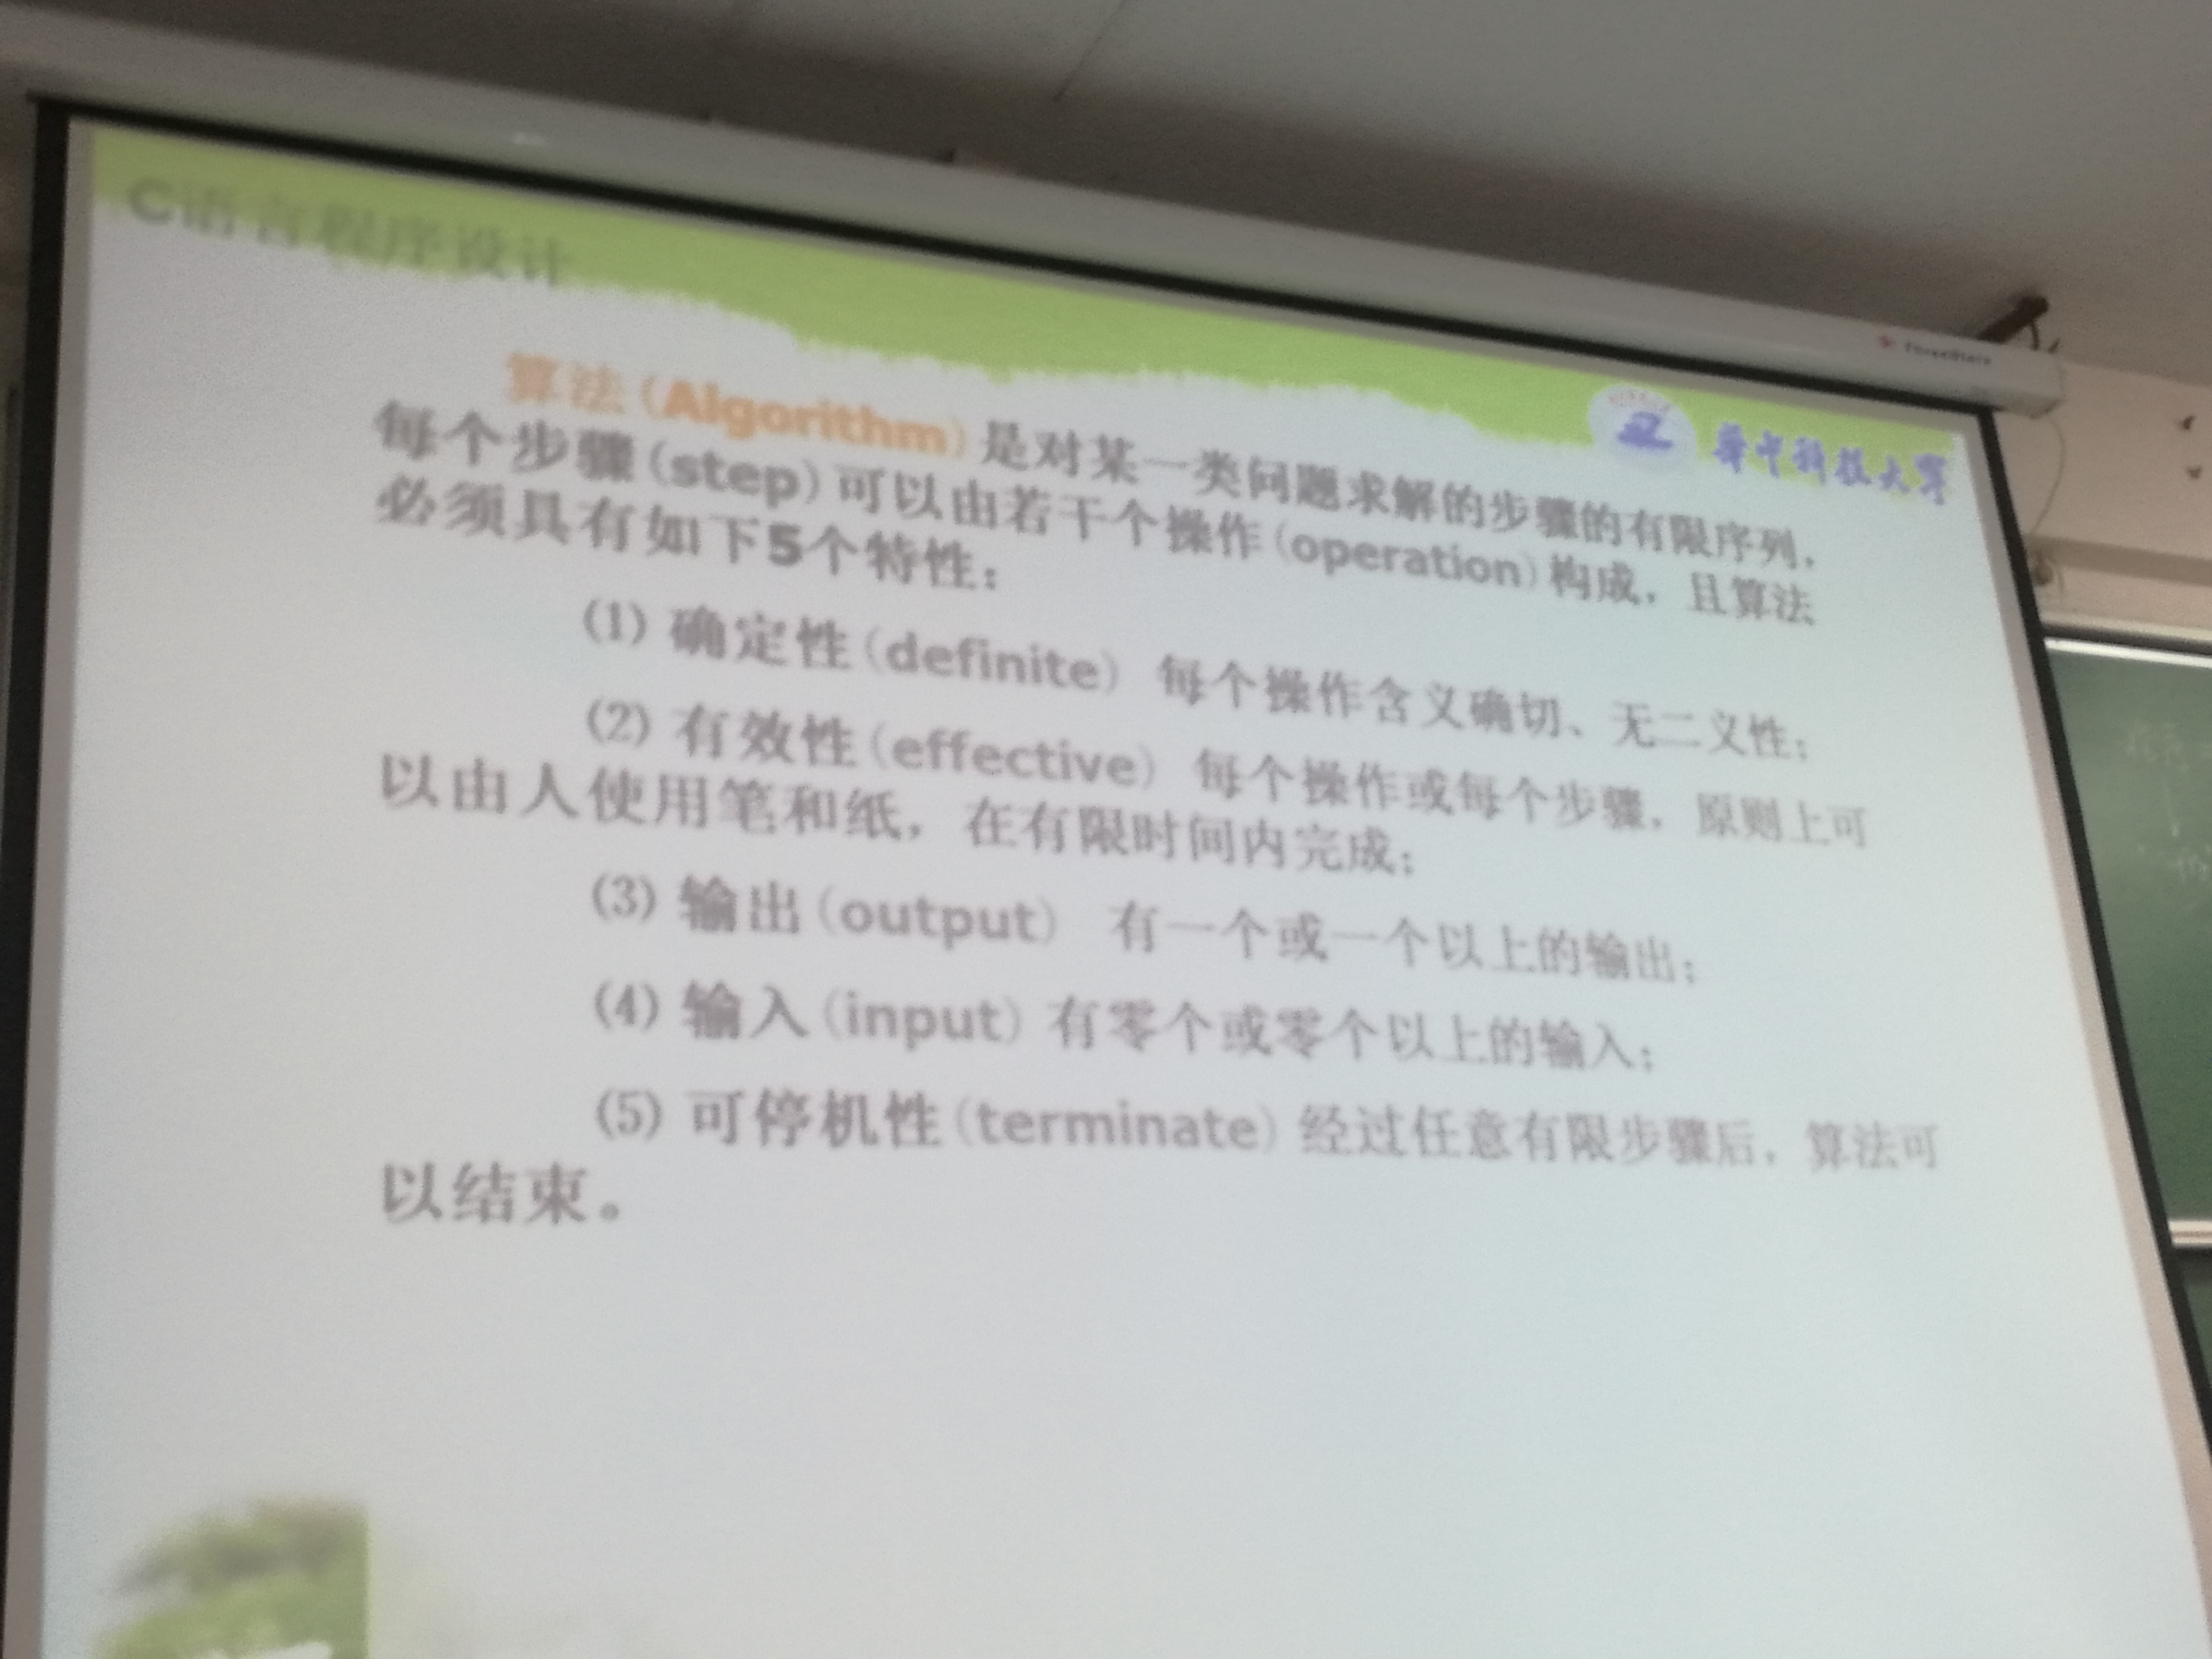 C语言程序设计
ThreeStars
华中科技大学
算法(Algorithm)是对某一类问题求解的步骤的有限序列,
每个步骤(step)可以由若干个操作(operation)构成, 且算法
必须具有如下5个特性:
(1) 确定性(definite) 每个操作含义确切、无二义性;
(2) 有效性(effective) 每个操作或每个步骤, 原则上可
以由人使用笔和纸, 在有限时间内完成;
(3) 输出(output) 有一个或一个以上的输出;
(4) 输入(input) 有零个或零个以上的输入;
(5) 可停机性(terminate) 经过任意有限步骤后, 算法可
以结束。